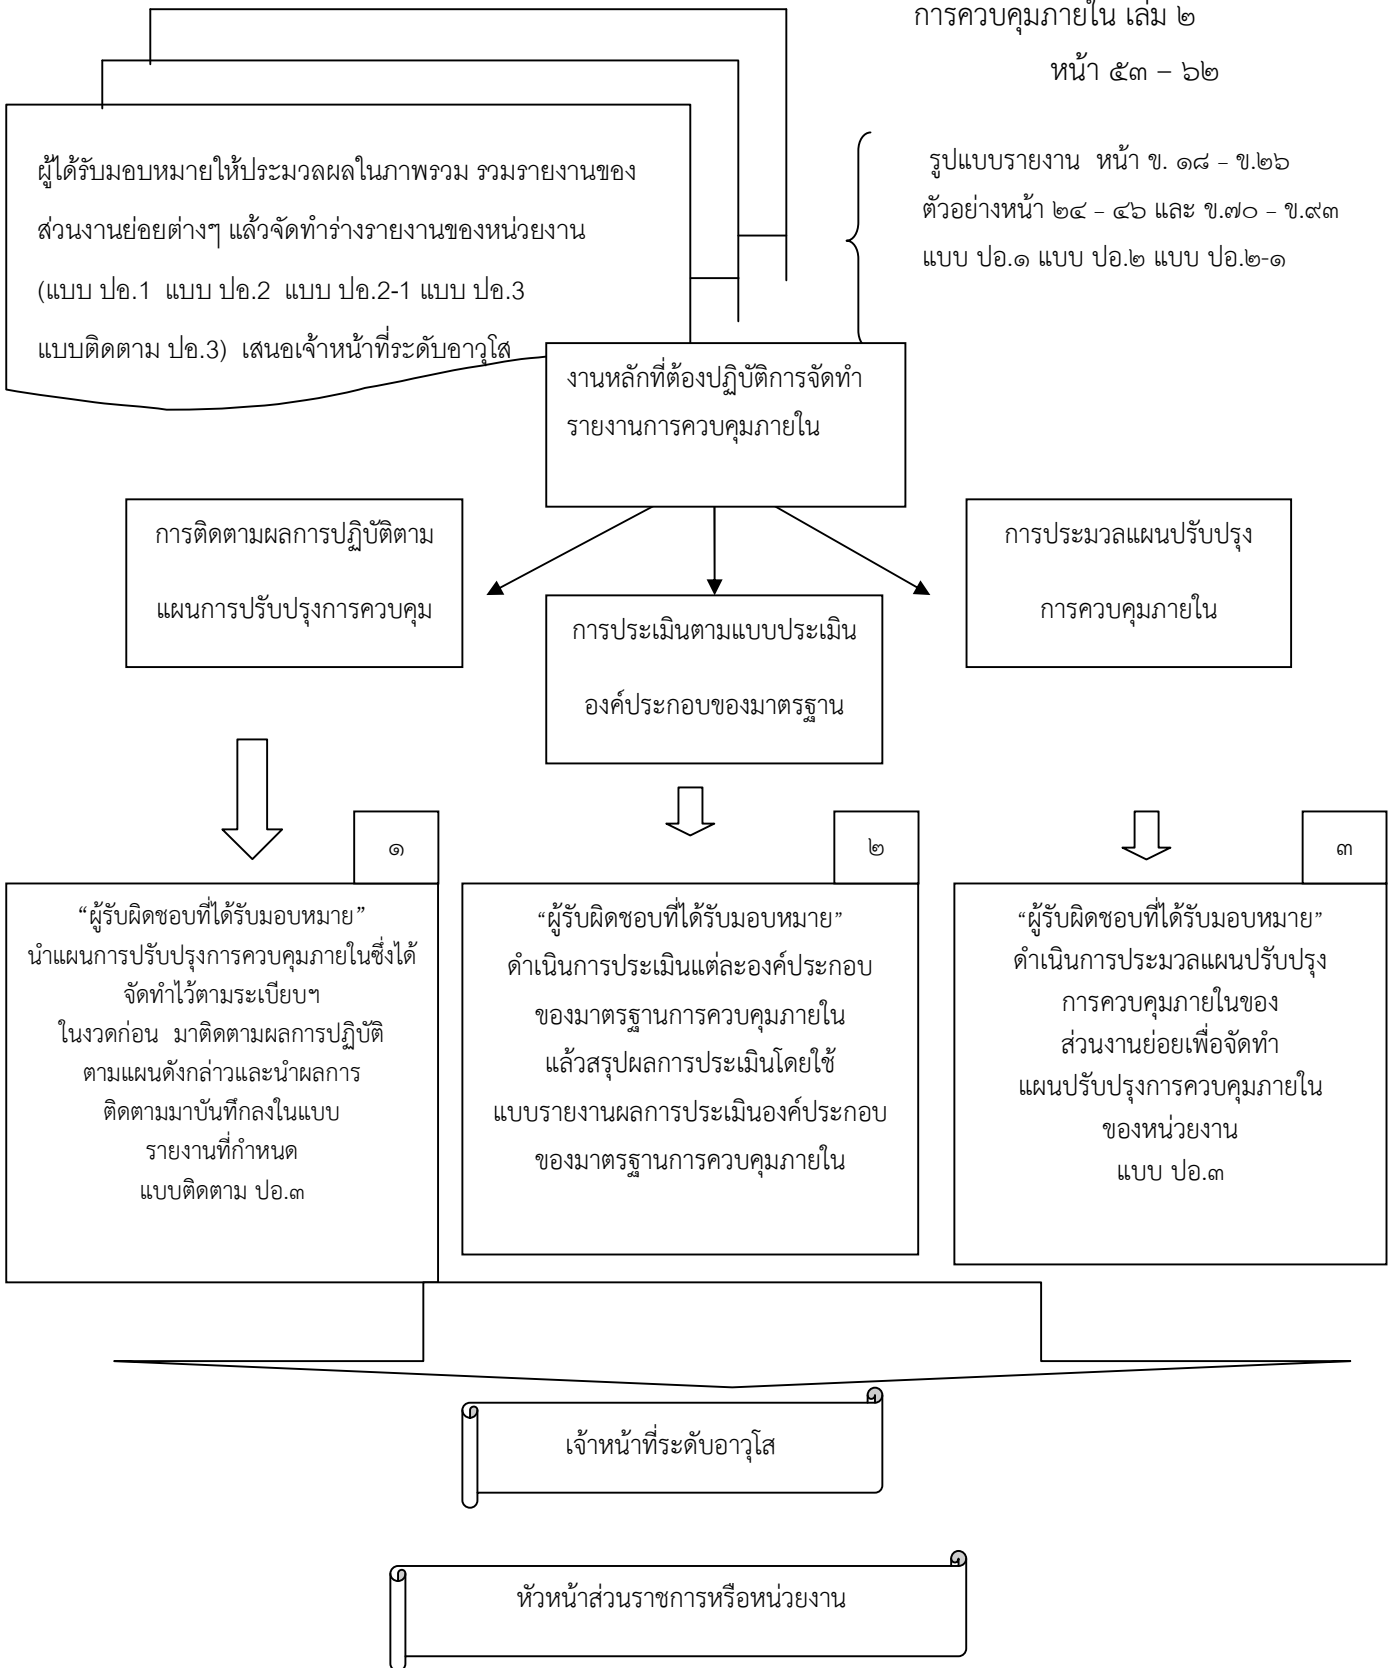 การควบคุมภายใน เล่ม ๒
หน้า ๕๓ – ๖๒
ผู้ได้รับมอบหมายให้ประมวลผลในภาพรวม รวมรายงานของ
ส่วนงานย่อยต่างๆ แล้วจัดทำร่างรายงานของหน่วยงาน
(แบบ ปอ.1 แบบ ปอ.2 แบบ ปอ.2-1 แบบ ปอ.3
แบบติดตาม ปอ.3) เสนอเจ้าหน้าที่ระดับอาวุโส
รูปแบบรายงาน หน้า ข. ๑๘ - ข.๒๖
ตัวอย่างหน้า ๒๔ - ๔๖ และ ข.๗๐ - ข.๙๓
แบบ ปอ.๑ แบบ ปอ.๒ แบบ ปอ.๒-๑
งานหลักที่ต้องปฏิบัติการจัดทำ
รายงานการควบคุมภายใน
การติดตามผลการปฏิบัติตาม
แผนการปรับปรุงการควบคุม
การประเมินตามแบบประเมิน
องค์ประกอบของมาตรฐาน
การประมวลแผนปรับปรุง
การควบคุมภายใน
๑
“ผู้รับผิดชอบที่ได้รับมอบหมาย”
นำแผนการปรับปรุงการควบคุมภายในซึ่งได้
จัดทำไว้ตามระเบียบฯ
ในงวดก่อน มาติดตามผลการปฏิบัติ
ตามแผนดังกล่าวและนำผลการ
ติดตามมาบันทึกลงในแบบ
รายงานที่กำหนด
แบบติดตาม ปอ.๓
๒
“ผู้รับผิดชอบที่ได้รับมอบหมาย”
ดำเนินการประเมินแต่ละองค์ประกอบ
ของมาตรฐานการควบคุมภายใน
แล้วสรุปผลการประเมินโดยใช้
แบบรายงานผลการประเมินองค์ประกอบ
ของมาตรฐานการควบคุมภายใน
๓
“ผู้รับผิดชอบที่ได้รับมอบหมาย”
ดำเนินการประมวลแผนปรับปรุง
การควบคุมภายในของ
ส่วนงานย่อยเพื่อจัดทำ
แผนปรับปรุงการควบคุมภายใน
ของหน่วยงาน
แบบ ปอ.๓
เจ้าหน้าที่ระดับอาวุโส
หัวหน้าส่วนราชการหรือหน่วยงาน